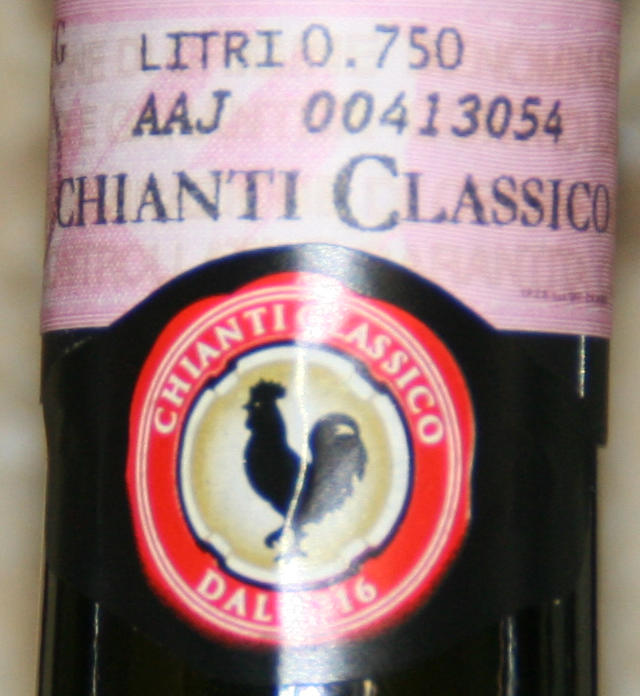 G
LITRI 0.750
AAJ 00413054
CHIANTI CLASSICO
CHIANTI CLASSICO